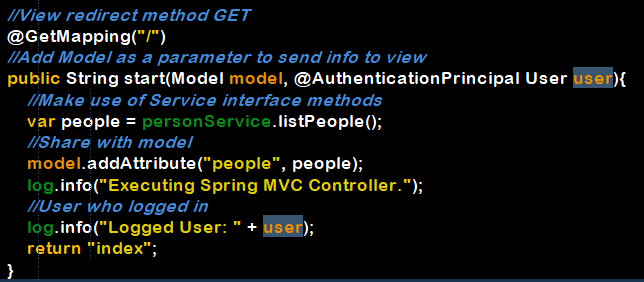 //View redirect method GET
@GetMapping("/")
//Add Model as a parameter to send info to view
public String start(Model model, @AuthenticationPrincipal User user){
//Make use of Service interface methods
var people = personService.listPeople();
//Share with model
model.addAttribute("people", people);
log.info("Executing Spring MVC Controller.");
//User who logged in
log.info("Logged User: " + user);
return "index";
}